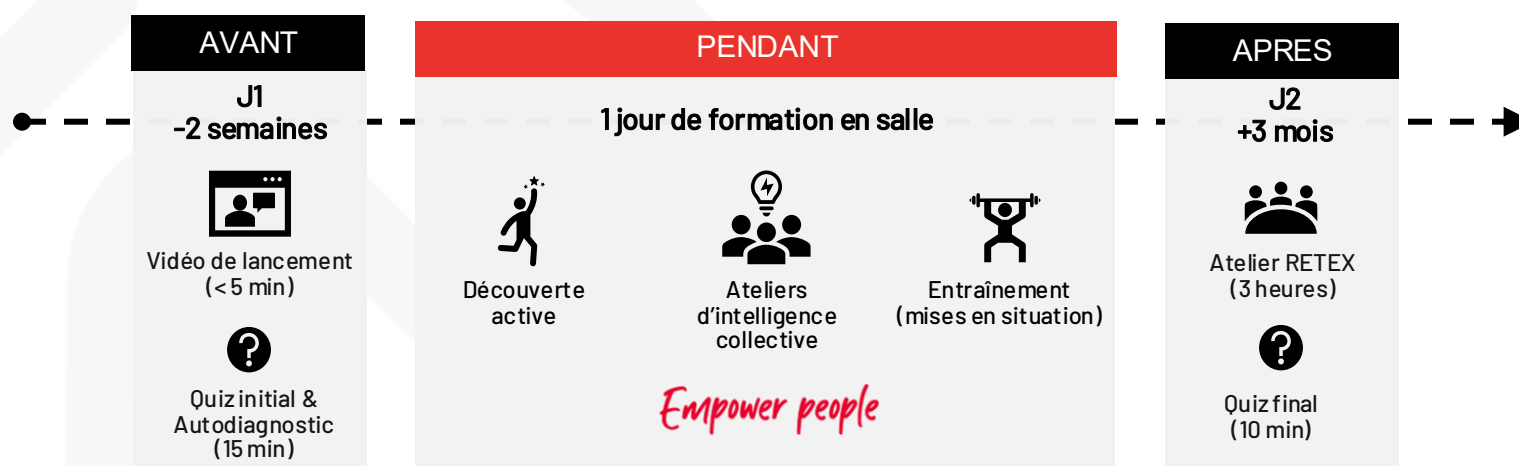 AVANT
J1
-2 semaines
Vidéo de lancement
(< 5 min)
?
Quiz initial &
Autodiagnostic
(15 min)
PENDANT
1 jour de formation en salle
Découverte
active
Ateliers
d'intelligence
collective
Entraînement
(mises en situation)
Empower people
APRES
J2
+3 mois
Atelier RETEX
(3 heures)
?
Quiz final
(10 min)